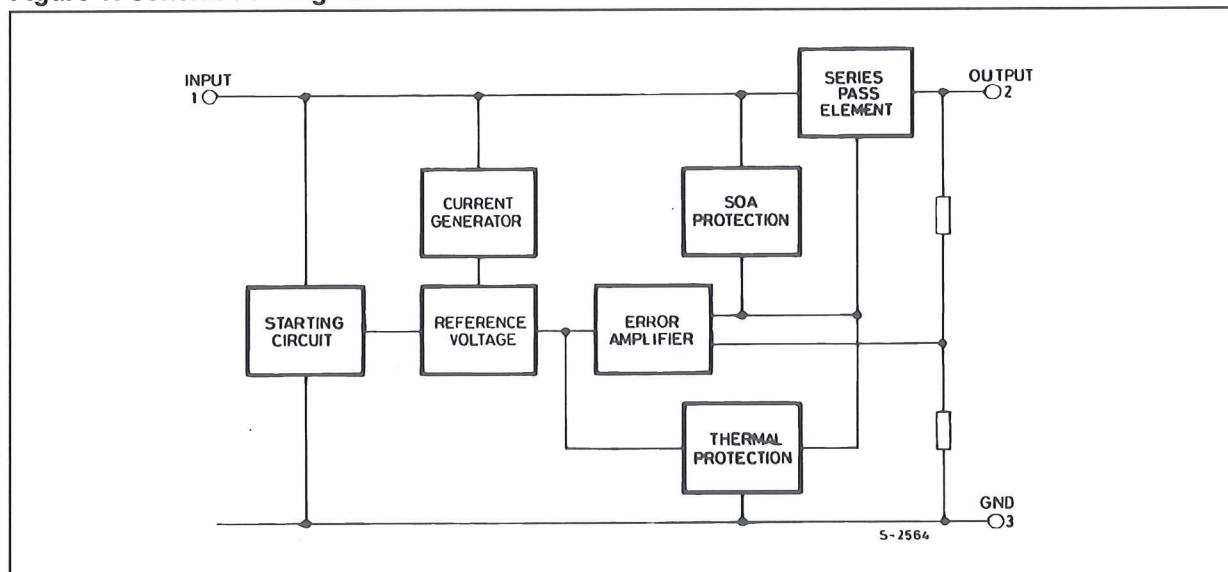 INPUT
1
SERIES
PASS
ELEMENT
OUTPUT
2
CURRENT
GENERATOR
SOA
PROTECTION
STARTING
CIRCUIT
REFERENCE
VOLTAGE
ERROR
AMPLIFIER
THERMAL
PROTECTION
GND
3
S-2564